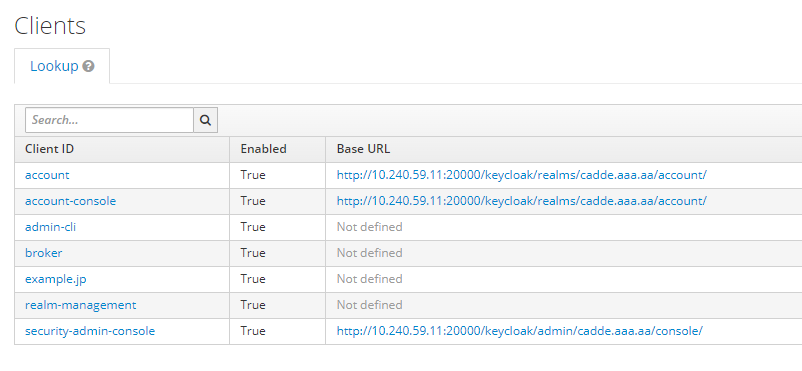 Clients
Lookup
Search...
Client ID Enabled Base URL
account True http://10.240.59.11:20000/keycloak/realms/cadde.aaa.aa/account/
account-console True http://10.240.59.11:20000/keycloak/realms/cadde.aaa.aa/account/
admin-cli True Not defined
broker True Not defined
example.jp True Not defined
realm-management True Not defined
security-admin-console True http://10.240.59.11:20000/keycloak/admin/cadde.aaa.aa/console/